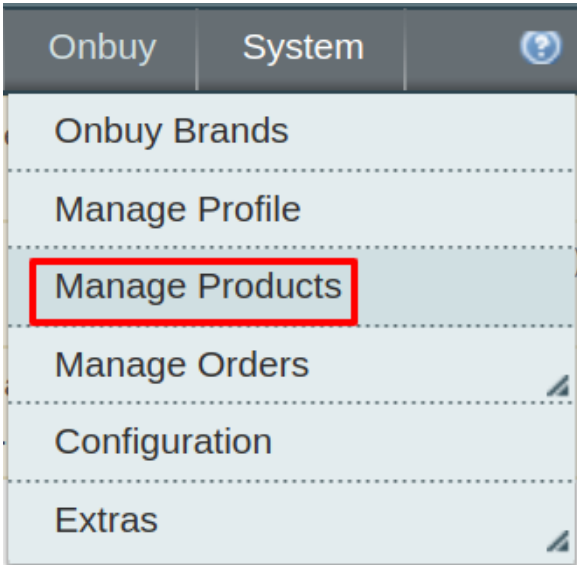 Onbuy System ?
Onbuy Brands
Manage Profile
Manage Products
Manage Orders
Configuration
Extras